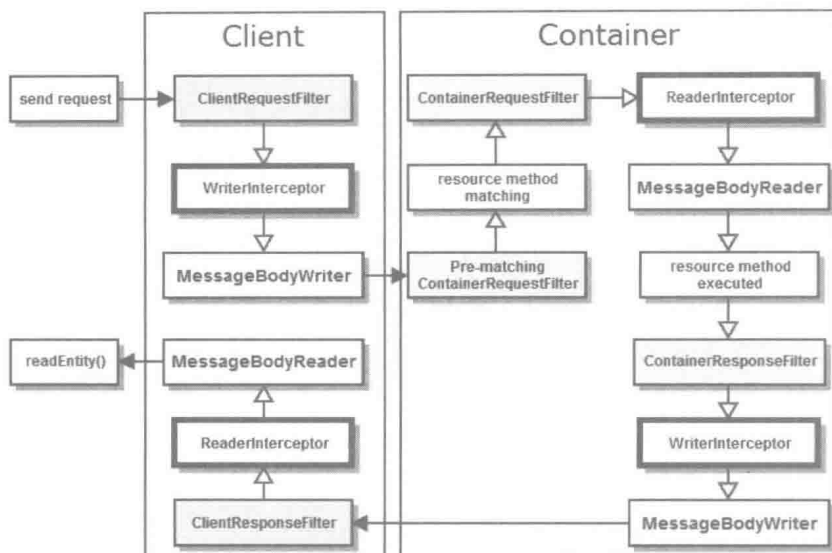 Client
Container
send request
ClientRequestFilter
WriterInterceptor
MessageBodyWriter
Pre-matching
ContainerRequestFilter
resource method
matching
ContainerRequestFilter
ReaderInterceptor
MessageBodyReader
resource method
executed
ContainerResponseFilter
WriterInterceptor
MessageBodyWriter
ClientResponseFilter
ReaderInterceptor
MessageBodyReader
readEntity()